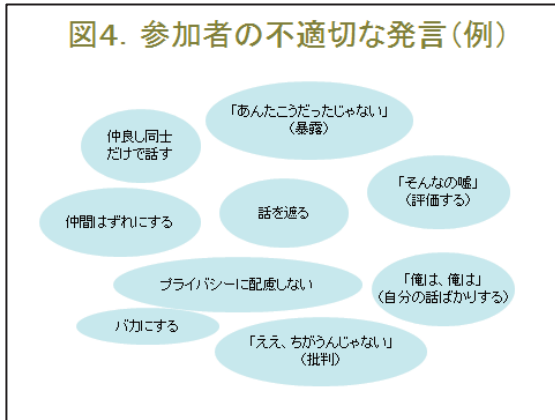 図4. 参加者の不適切な発言(例)
「あんたこうだったじゃない」
(暴露)
仲良し同士
だけで話す
「そんなの嘘」
(評価する)
仲間はずれにする
話を遮る
プライバシーに配慮しない
「俺は、俺は」
(自分の話ばかりする)
バカにする
「ええ、ちがうんじゃない」
(批判)